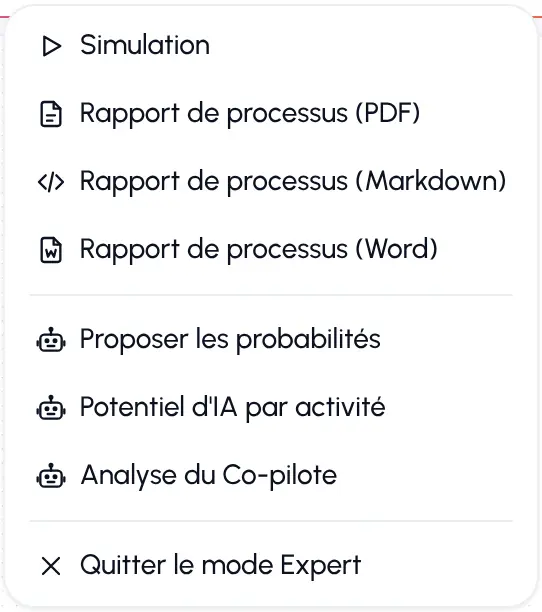 Simulation
Rapport de processus (PDF)
Rapport de processus (Markdown)
Rapport de processus (Word)
Proposer les probabilités
Potentiel d'IA par activité
Analyse du Co-pilote
Quitter le mode Expert